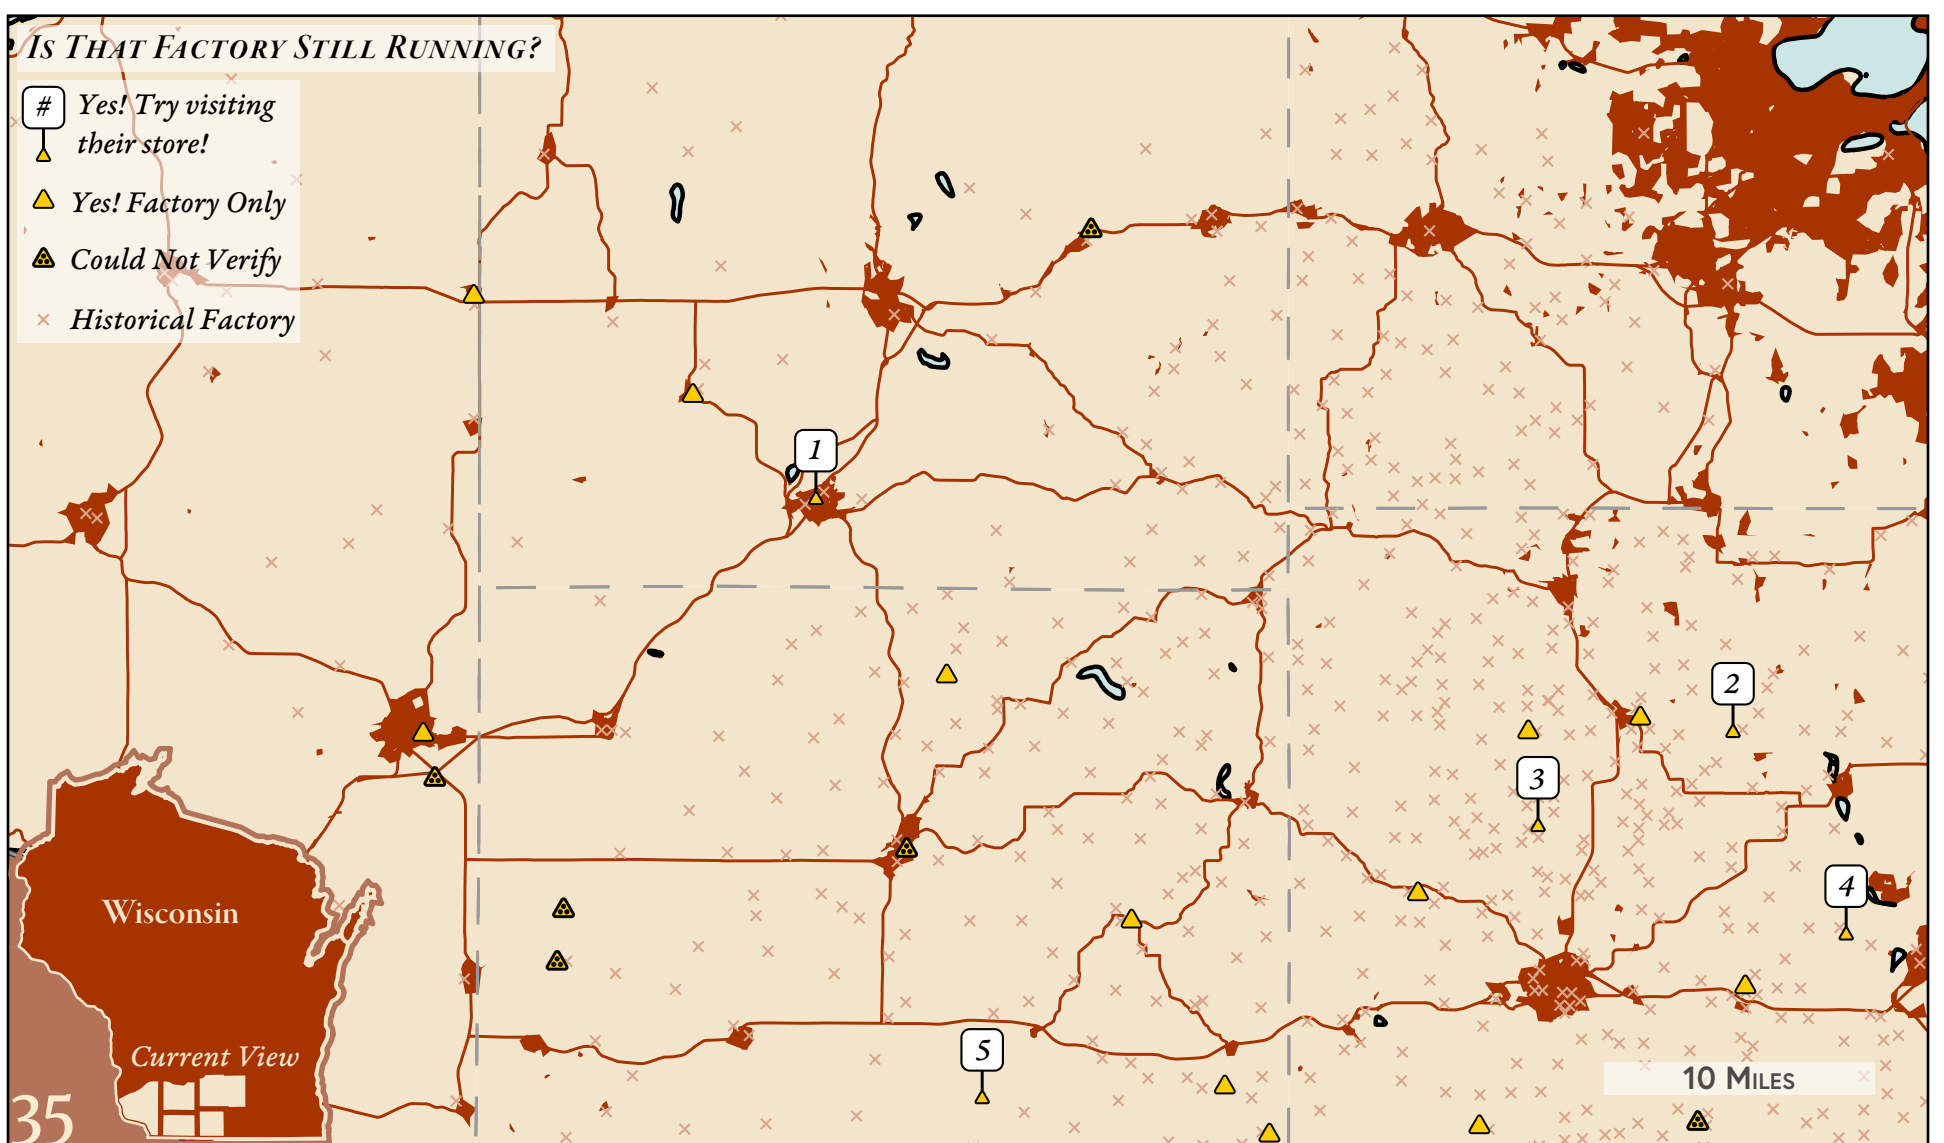 Is That Factory Still Running?
# Yes! Try visiting
their store!
Yes! Factory Only
Could Not Verify
Historical Factory
1
2
3
4
5
Wisconsin
Current View
35
10 Miles